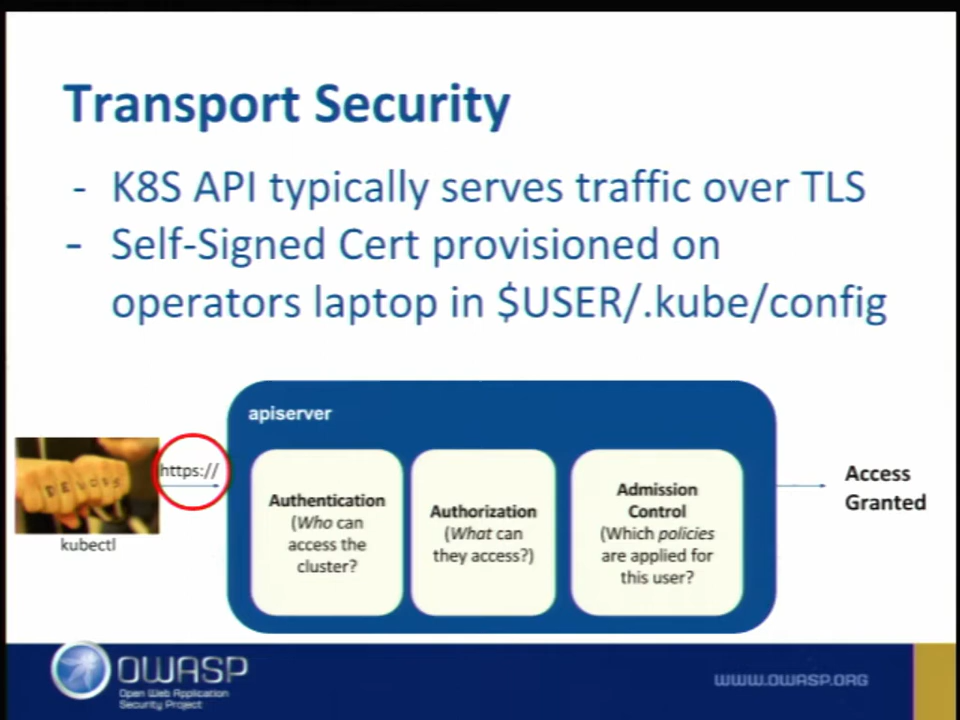 Transport Security
- K8S API typically serves traffic over TLS
- Self-Signed Cert provisioned on
operators laptop in $USER/.kube/config
apiserver
https://
kubectl
Authentication
(Who can
access the
cluster?
Authorization
(What can
they access?)
Admission
Control
(Which policies
are applied for
this user?
Access
Granted
OWASP
Open Web Application
Security Project
WWW.OWASP.ORG